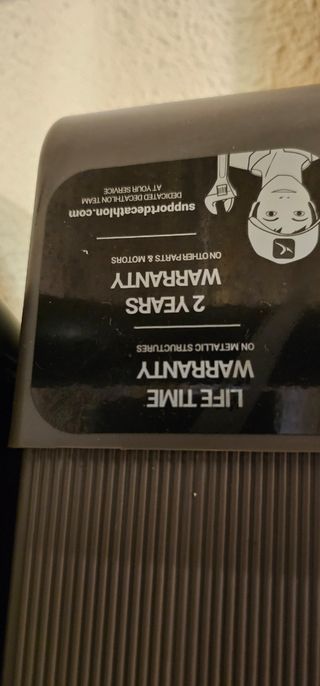 LIFE TIME
WARRANTY
ON METALLIC STRUCTURES
2 YEARS
WARRANTY
ON OTHER PARTS & MOTORS
supportdecathlon.com
DEDICATED DECATHLON TEAM
AT YOUR SERVICE